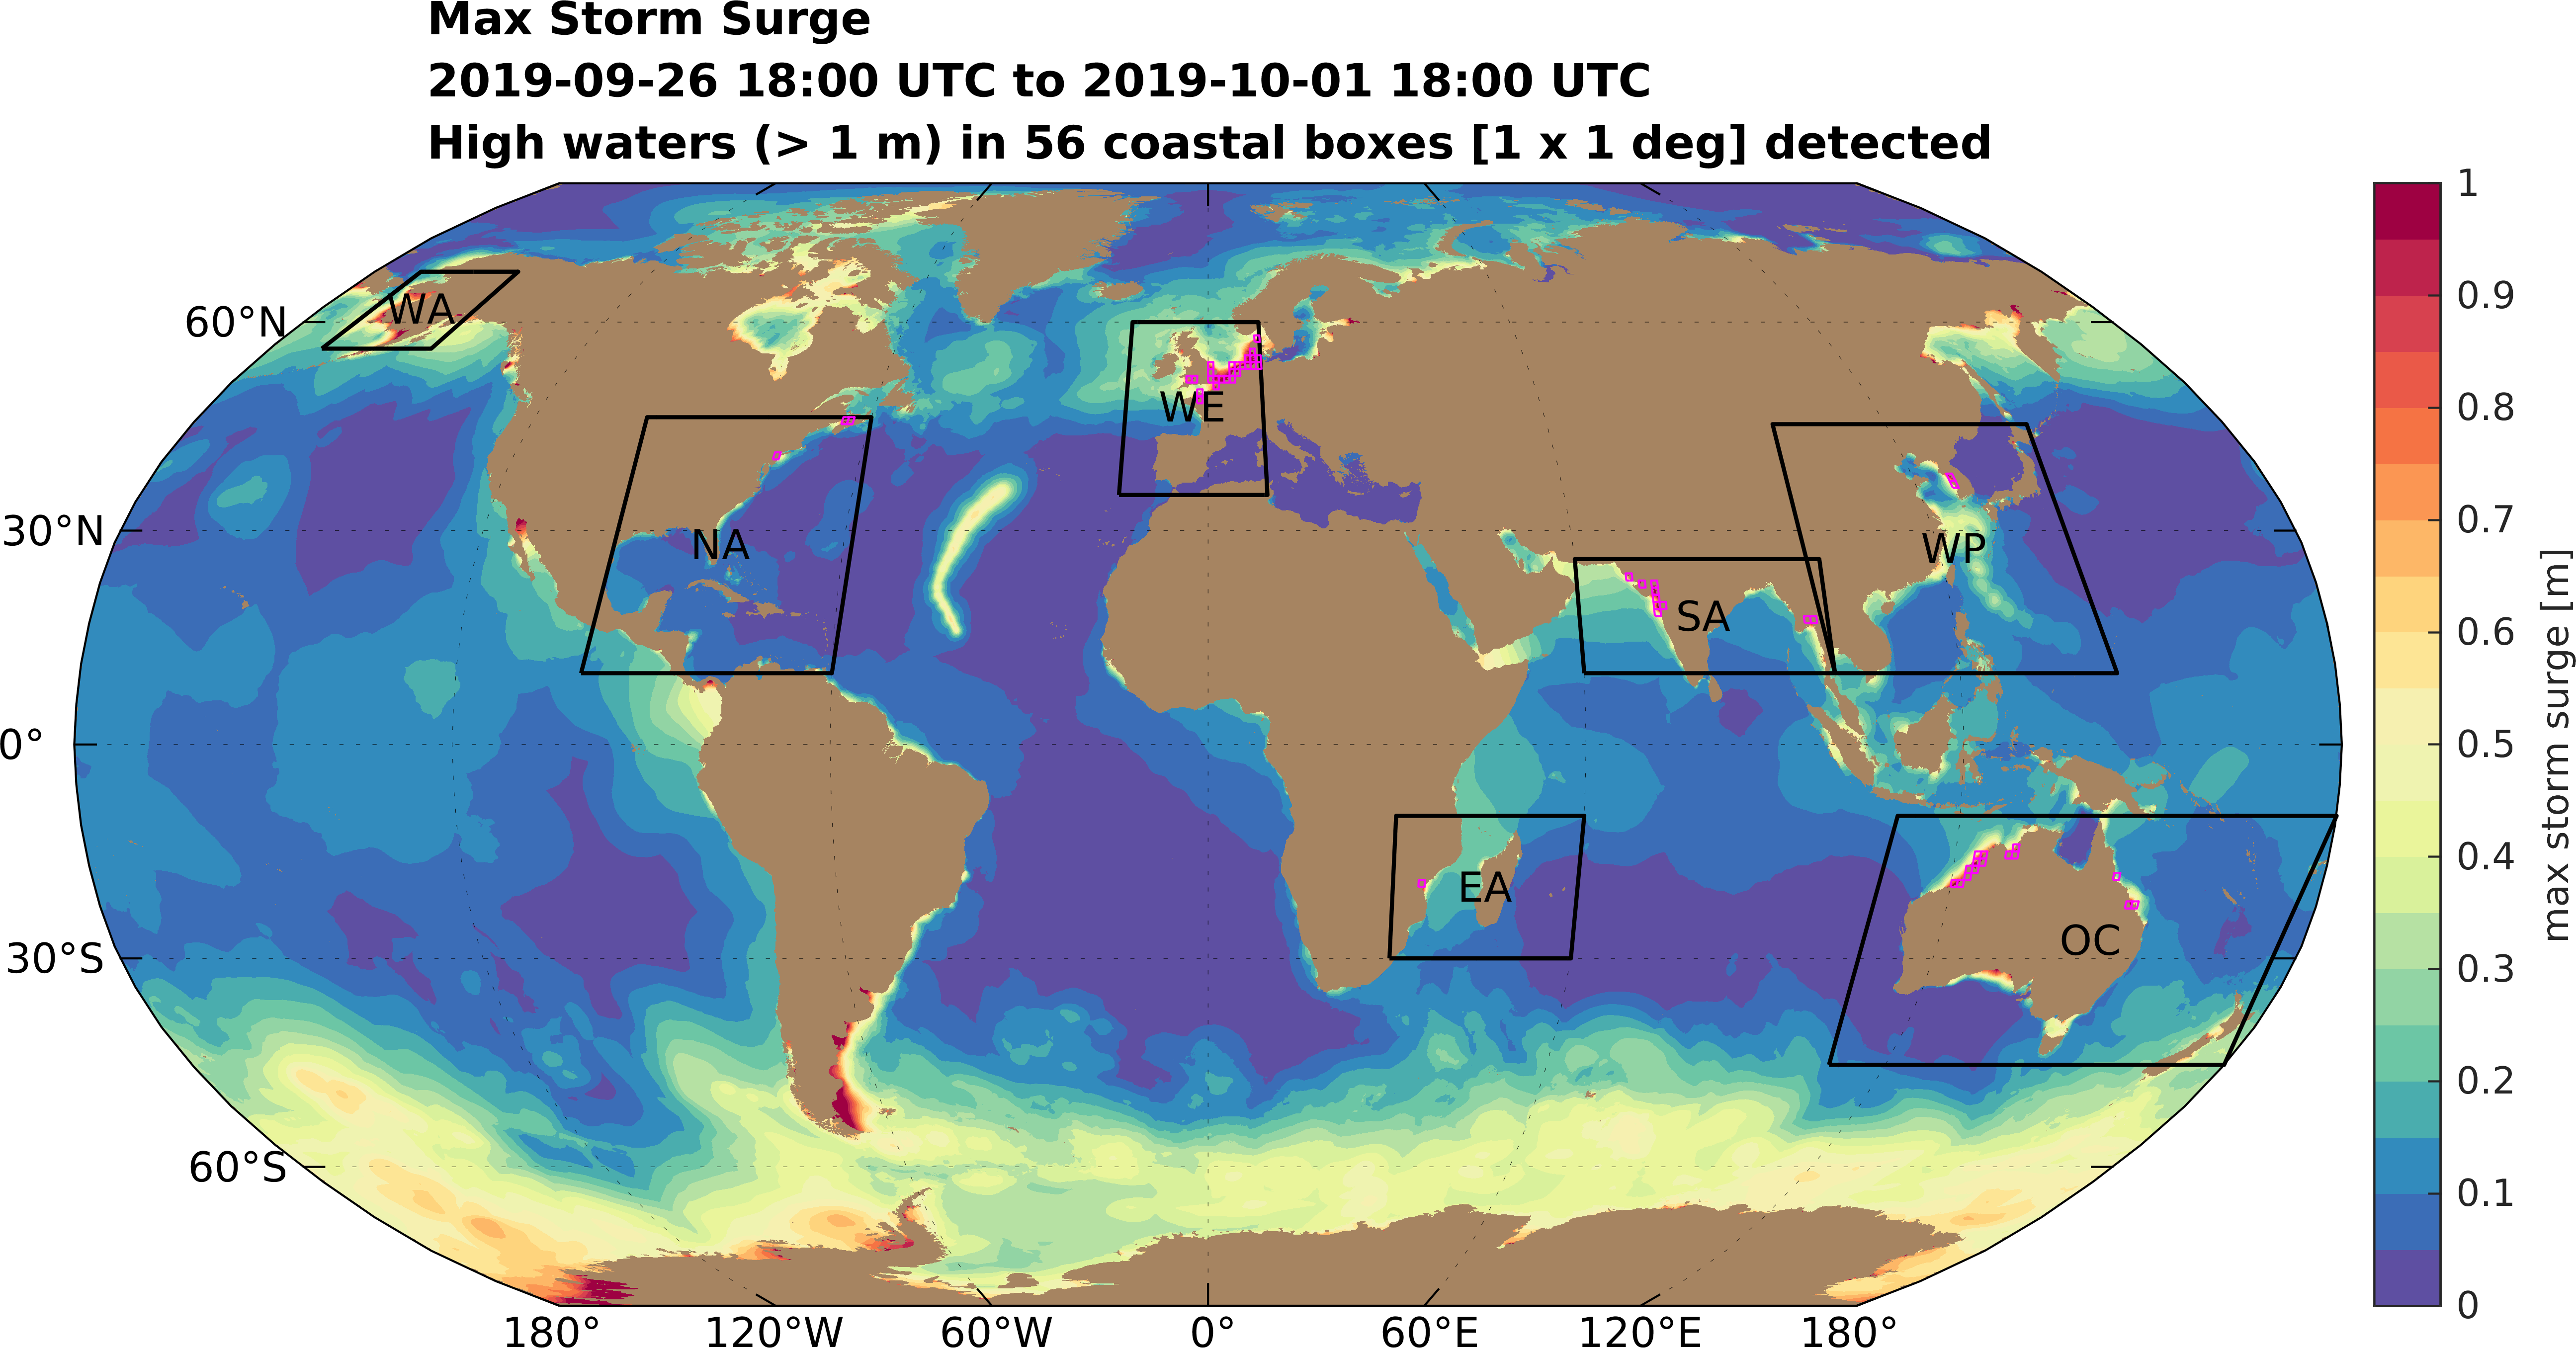 Max Storm Surge
2019-09-26 18:00 UTC to 2019-10-01 18:00 UTC
High waters (> 1 m) in 56 coastal boxes [1 x 1 deg] detected
60°N
30°N
0°
30°S
60°S
WA
NA
WE
SA
WP
EA
OC
180°
120°W
60°W
0°
60°E
120°E
180°
1
0.9
0.8
0.7
0.6
0.5
0.4
0.3
0.2
0.1
0
max storm surge [m]